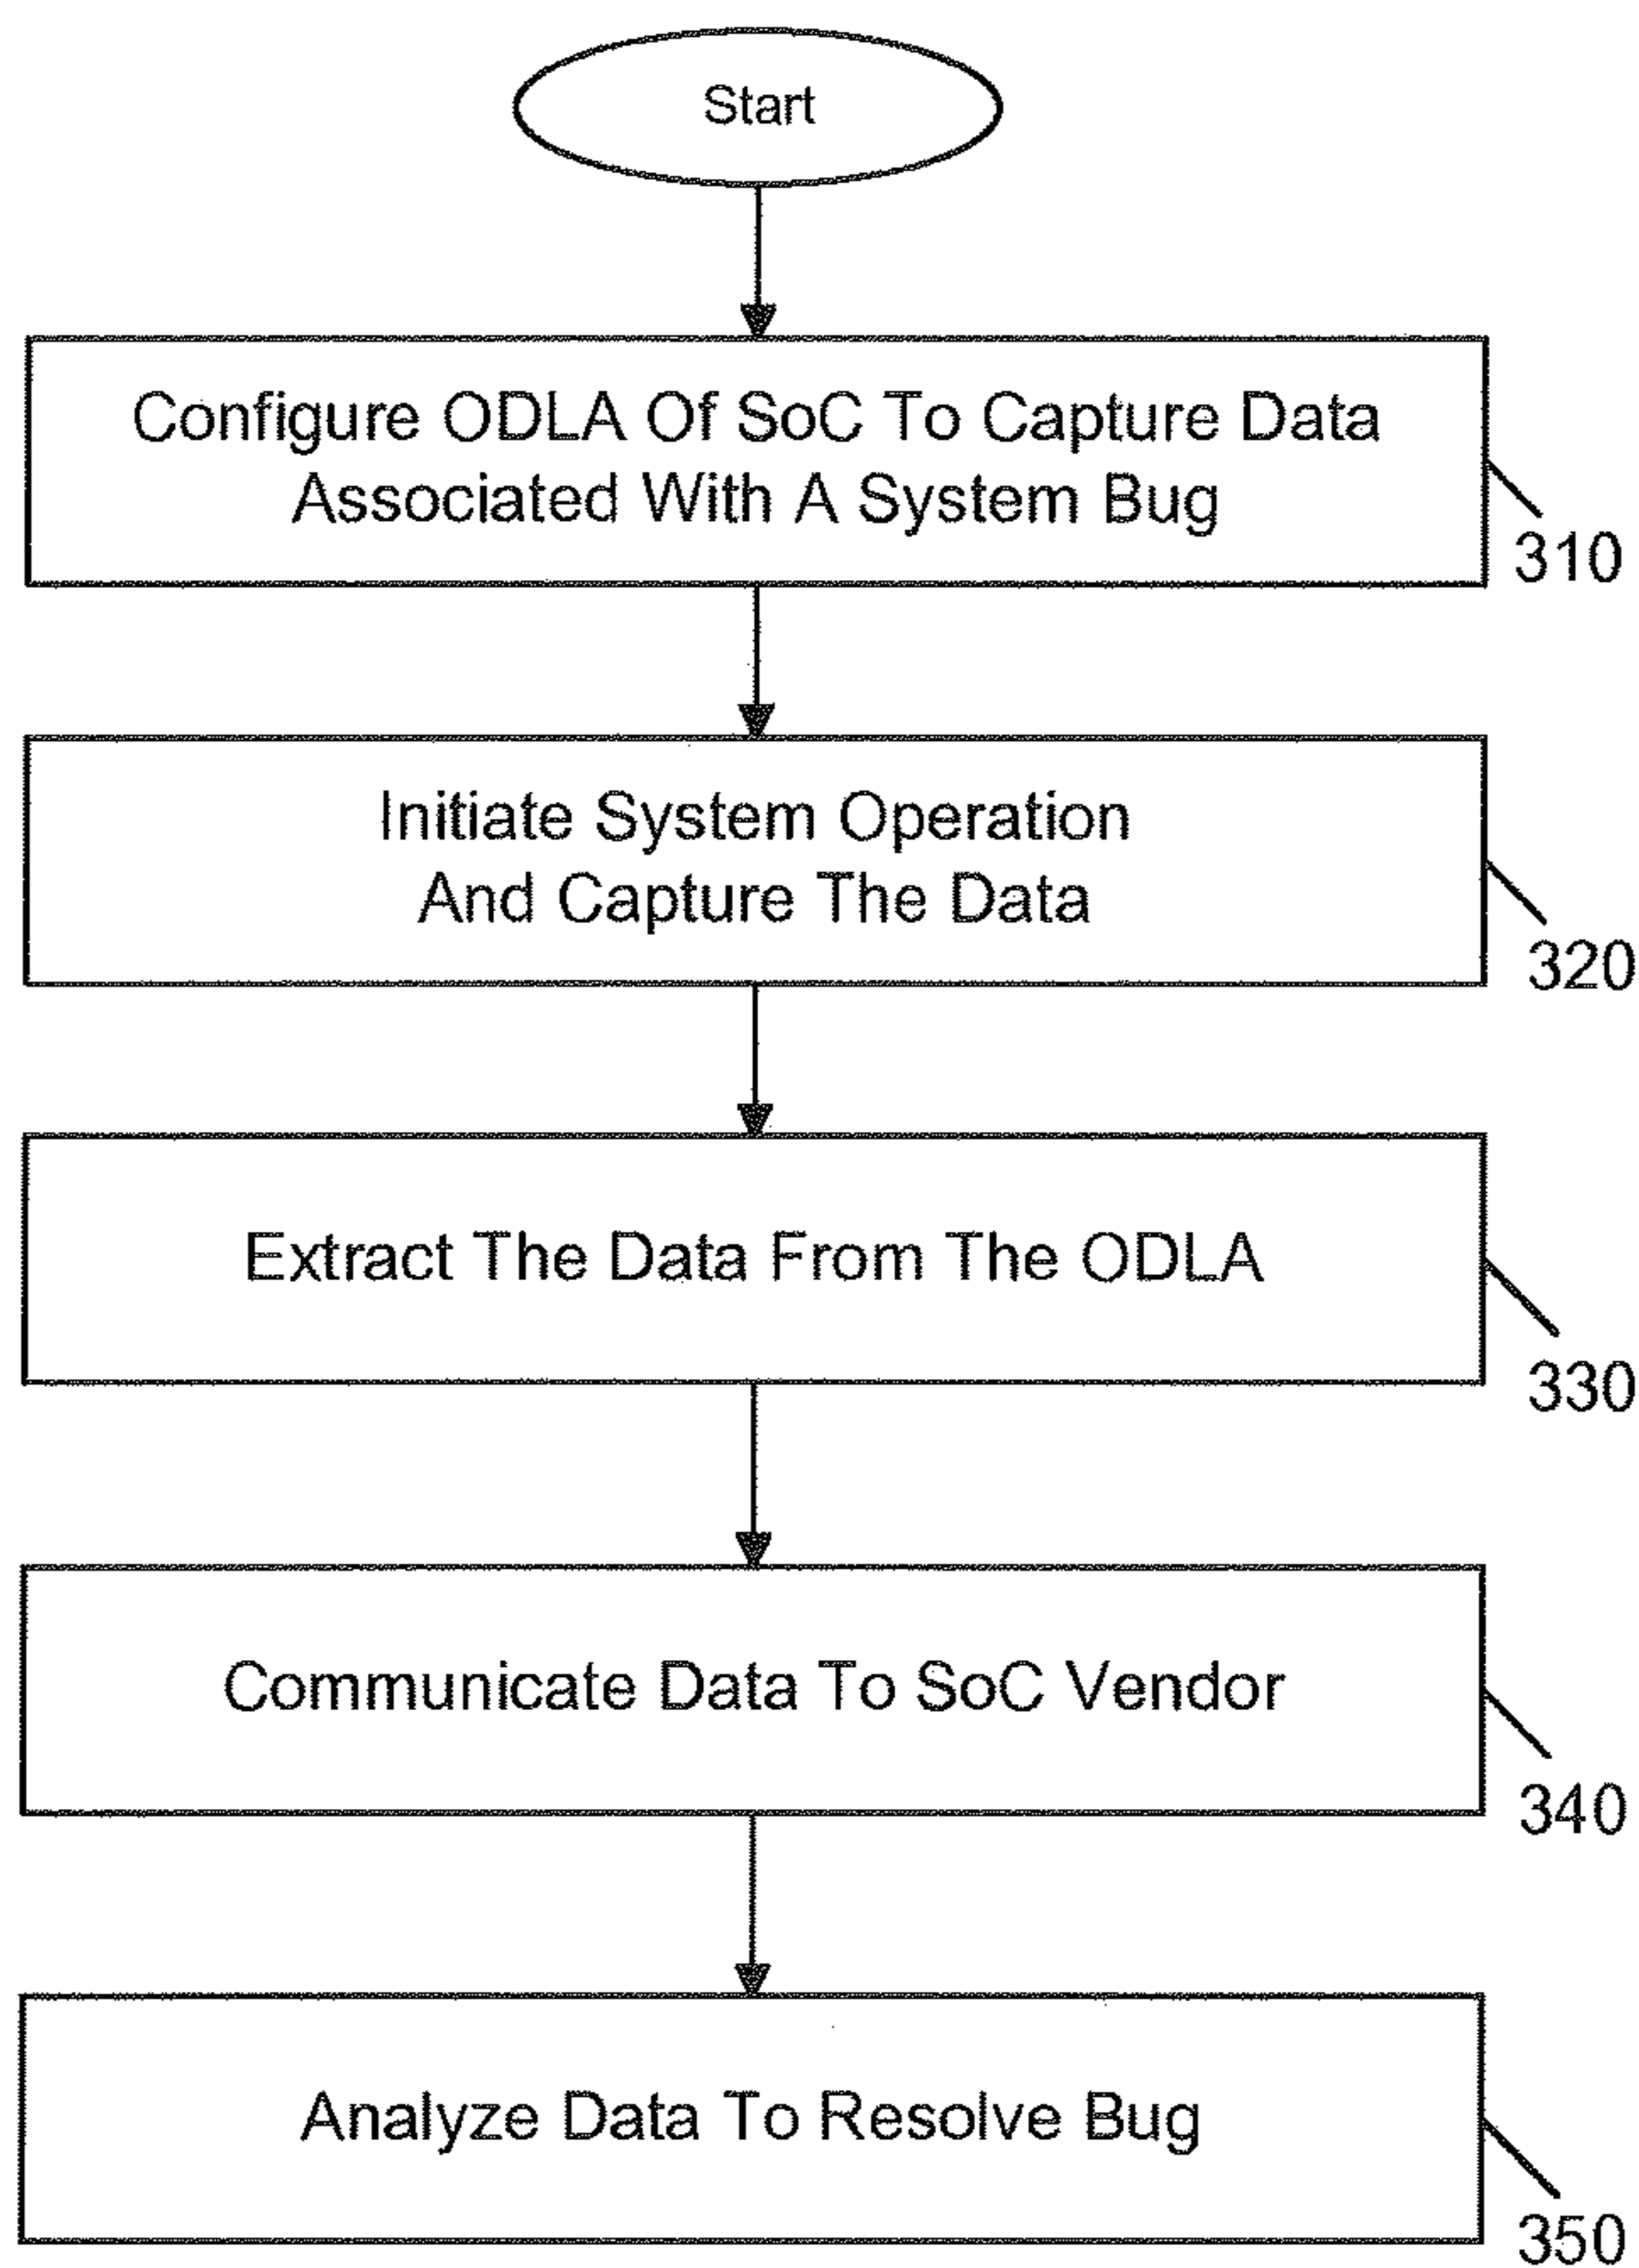 Start
Configure ODLA Of SoC To Capture Data
Associated With A System Bug
310
Initiate System Operation
And Capture The Data
320
Extract The Data From The ODLA
330
Communicate Data To SoC Vendor
340
Analyze Data To Resolve Bug
350